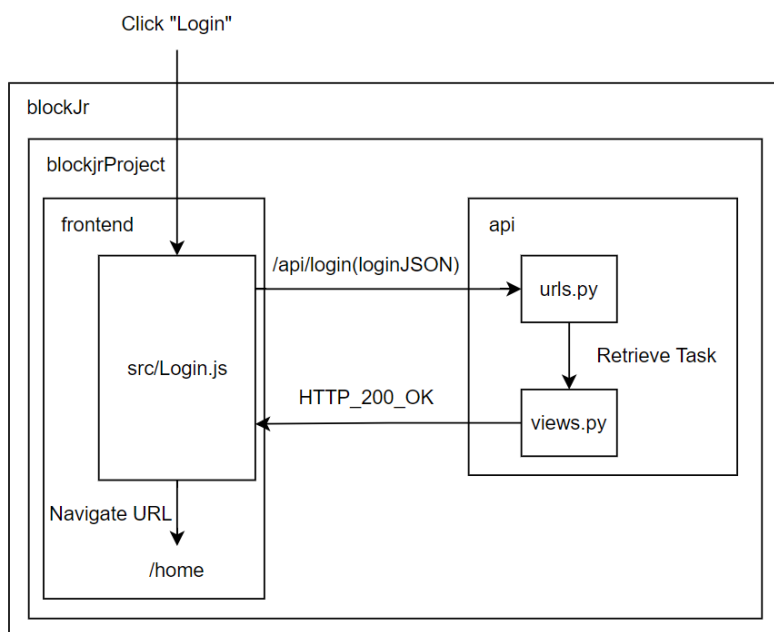 Click "Login"
blockJr
blockjrProject
frontend
api
/api/login(loginJSON)
urls.py
Retrieve Task
src/Login.js
HTTP_200_OK
views.py
Navigate URL
/home